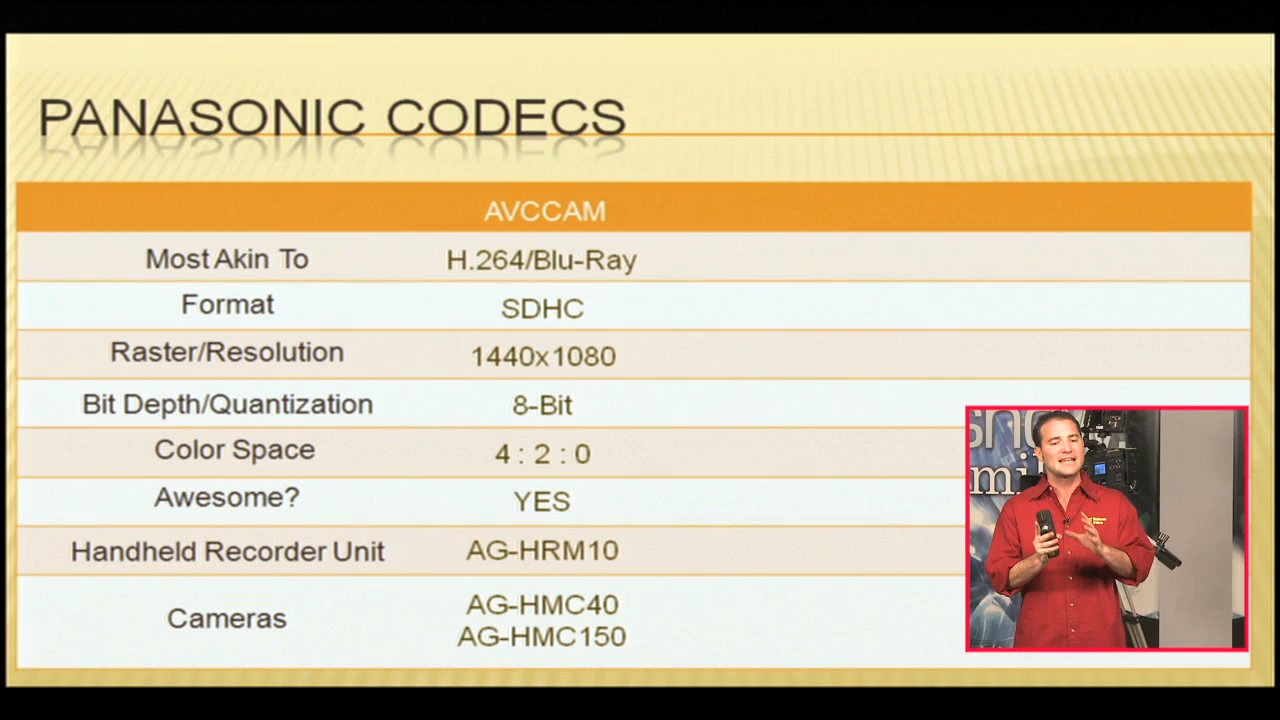 PANASONIC CODECS
AVCCAM
Most Akin To H.264/Blu-Ray
Format SDHC
Raster/Resolution 1440x1080
Bit Depth/Quantization 8-Bit
Color Space 4 : 2 : 0
Awesome? YES
Handheld Recorder Unit AG-HRM10
Cameras AG-HMC40
AG-HMC150